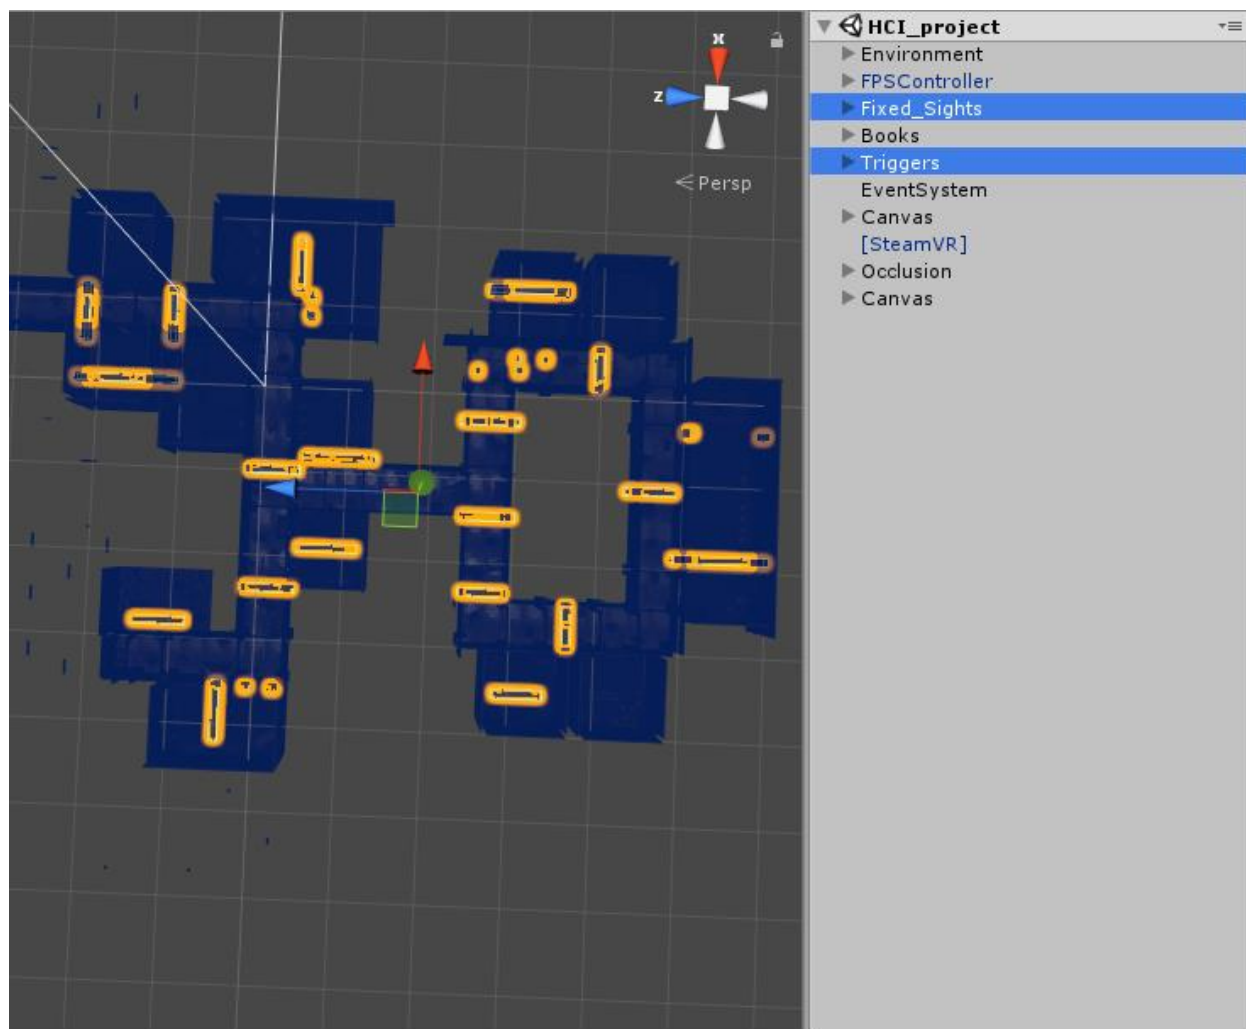 x
z
Persp
HCI_project
Environment
FPSController
Fixed_Sights
Books
Triggers
EventSystem
Canvas
[SteamVR]
Occlusion
Canvas